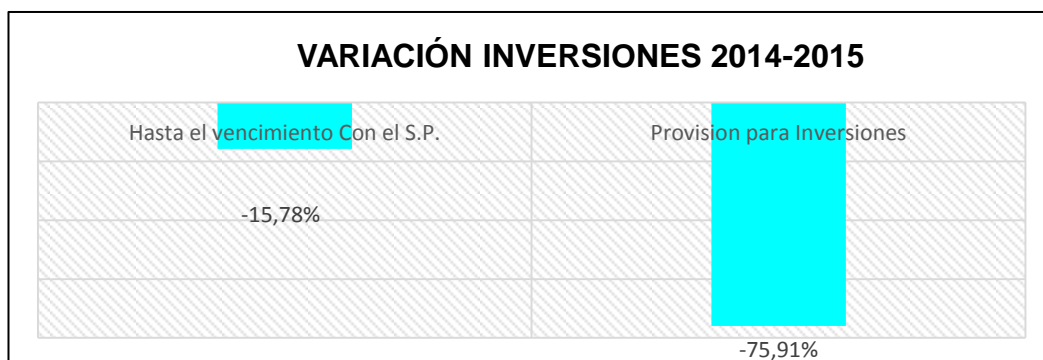 VARIACIÓN INVERSIONES 2014-2015
Hasta el vencimiento Con el S.P.
Provision para Inversiones
-15,78%
-75,91%